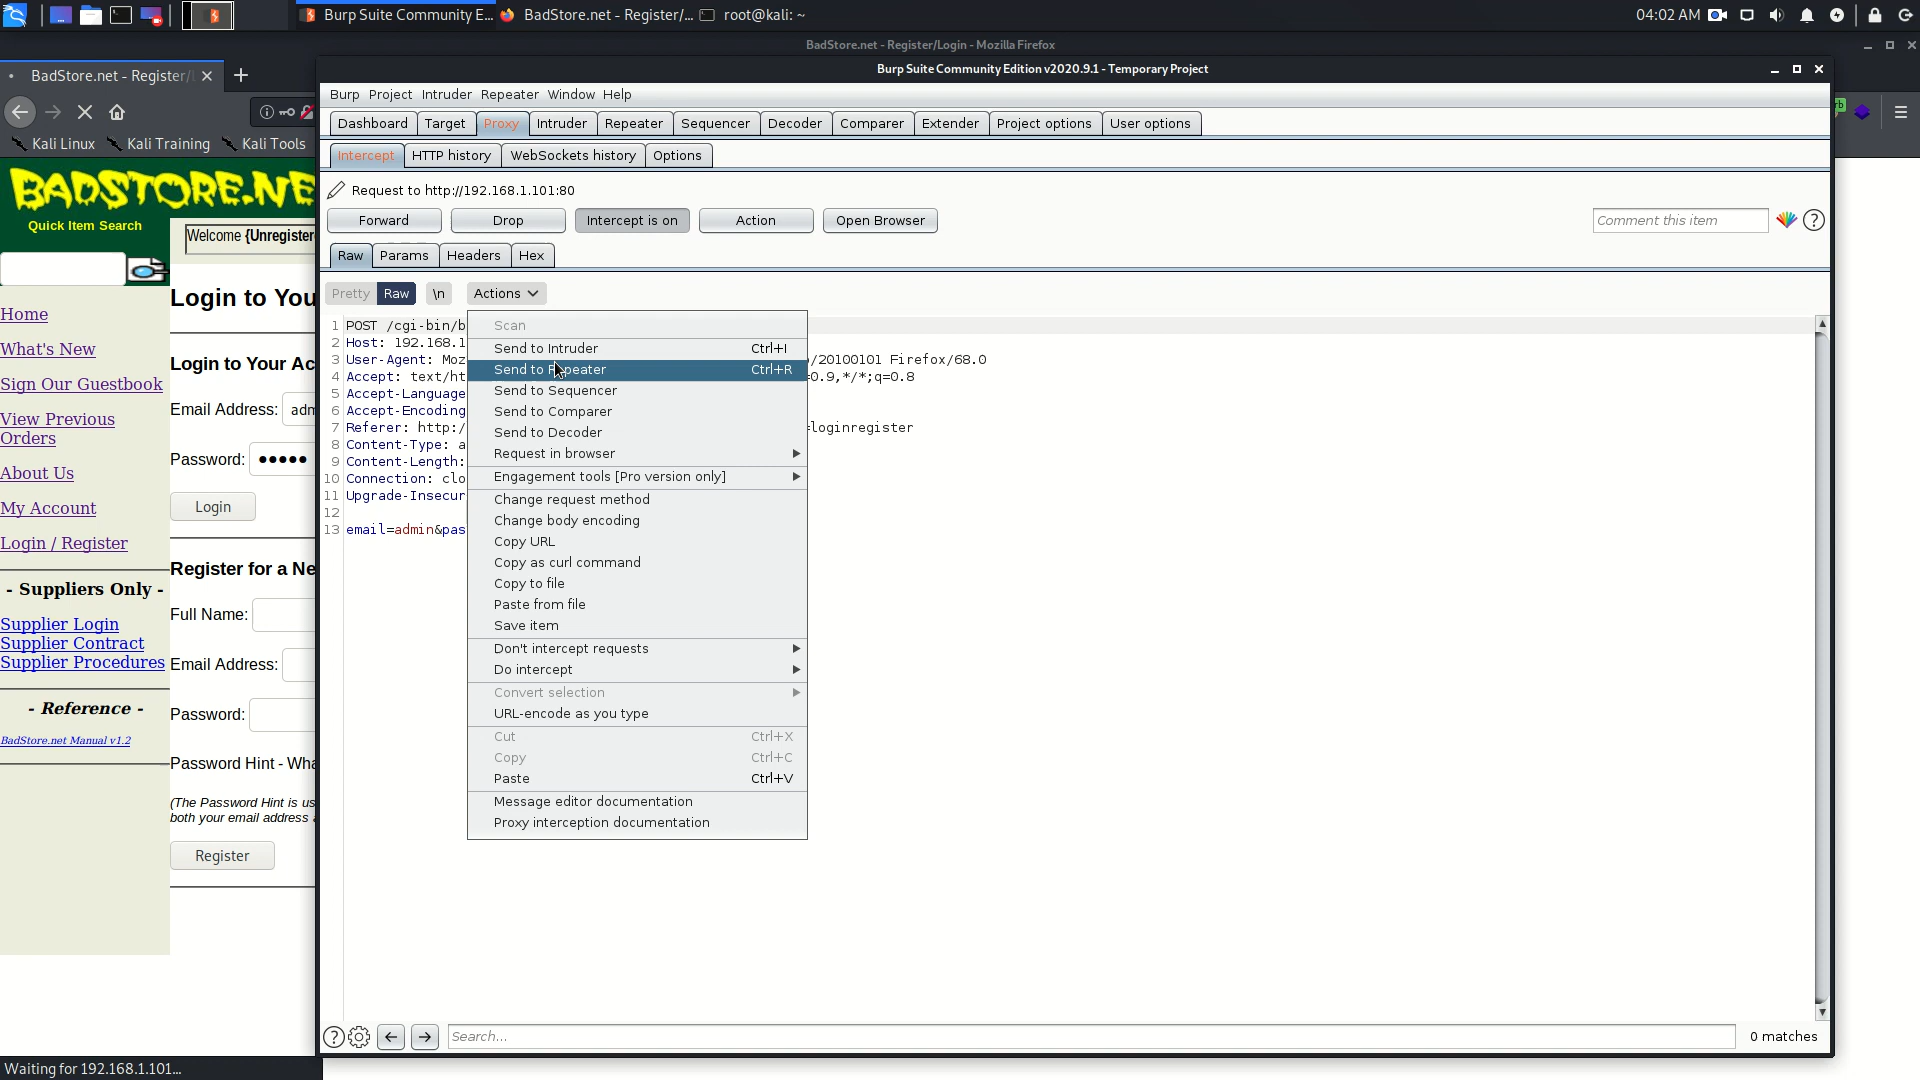 Burp Suite Community E...
BadStore.net - Register/...
root@kali: ~
04:02 AM
BadStore.net - Register/Login - Mozilla Firefox
BadStore.net - Register/
Burp Suite Community Edition v2020.9.1 - Temporary Project
Burp Project Intruder Repeater Window Help
Dashboard Target Proxy Intruder Repeater Sequencer Decoder Comparer Extender Project options User options
Kali Linux Kali Training Kali Tools
Intercept HTTP history WebSockets history Options
Request to http://192.168.1.101:80
Forward Drop Intercept is on Action Open Browser
Comment this item
Raw Params Headers Hex
Pretty Raw \n Actions
1 POST /cgi-bin/b
2 Host: 192.168.1
3 User-Agent: Moz /20100101 Firefox/68.0
4 Accept: text/ht =0.9,*/*;q=0.8
5 Accept-Language
6 Accept-Encoding
7 Referer: http:/ =loginregister
8 Content-Type: a
9 Content-Length:
10 Connection: clo
11 Upgrade-Insecur
12
13 email=admin&pas
Scan
Send to Intruder Ctrl+I
Send to Repeater Ctrl+R
Send to Sequencer
Send to Comparer
Send to Decoder
Request in browser
Engagement tools [Pro version only]
Change request method
Change body encoding
Copy URL
Copy as curl command
Copy to file
Paste from file
Save item
Don't intercept requests
Do intercept
Convert selection
URL-encode as you type
Cut Ctrl+X
Copy Ctrl+C
Paste Ctrl+V
Message editor documentation
Proxy interception documentation
Search...
0 matches
BADSTORE.NE
Quick Item Search
Home
What's New
Sign Our Guestbook
View Previous
Orders
About Us
My Account
Login / Register
- Suppliers Only -
Supplier Login
Supplier Contract
Supplier Procedures
- Reference -
BadStore.net Manual v1.2
Welcome {Unregister
Login to You
Login to Your Ac
Email Address: adm
Password: ●●●●●
Login
Register for a Ne
Full Name:
Email Address:
Password:
Password Hint - Wha
(The Password Hint is us
both your email address a
Register
Waiting for 192.168.1.101...